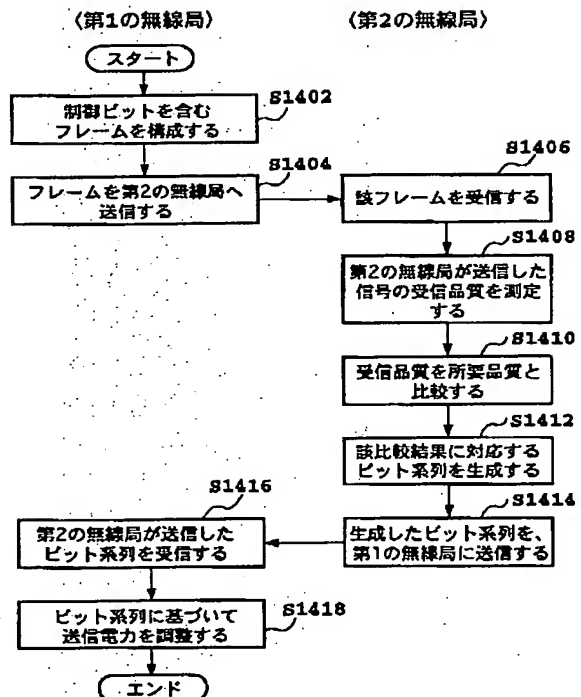 〈第1の無線局〉
〈第2の無線局〉
スタート
S1402
制御ビットを含む
フレームを構成する
S1404
フレームを第2の無線局へ
送信する
S1406
該フレームを受信する
S1408
第2の無線局が送信した
信号の受信品質を測定
する
S1410
受信品質を所要品質と
比較する
S1412
該比較結果に対応する
ビット系列を生成する
S1414
生成したビット系列を、
第1の無線局に送信する
S1416
第2の無線局が送信した
ビット系列を受信する
S1418
ビット系列に基づいて
送信電力を調整する
エンド